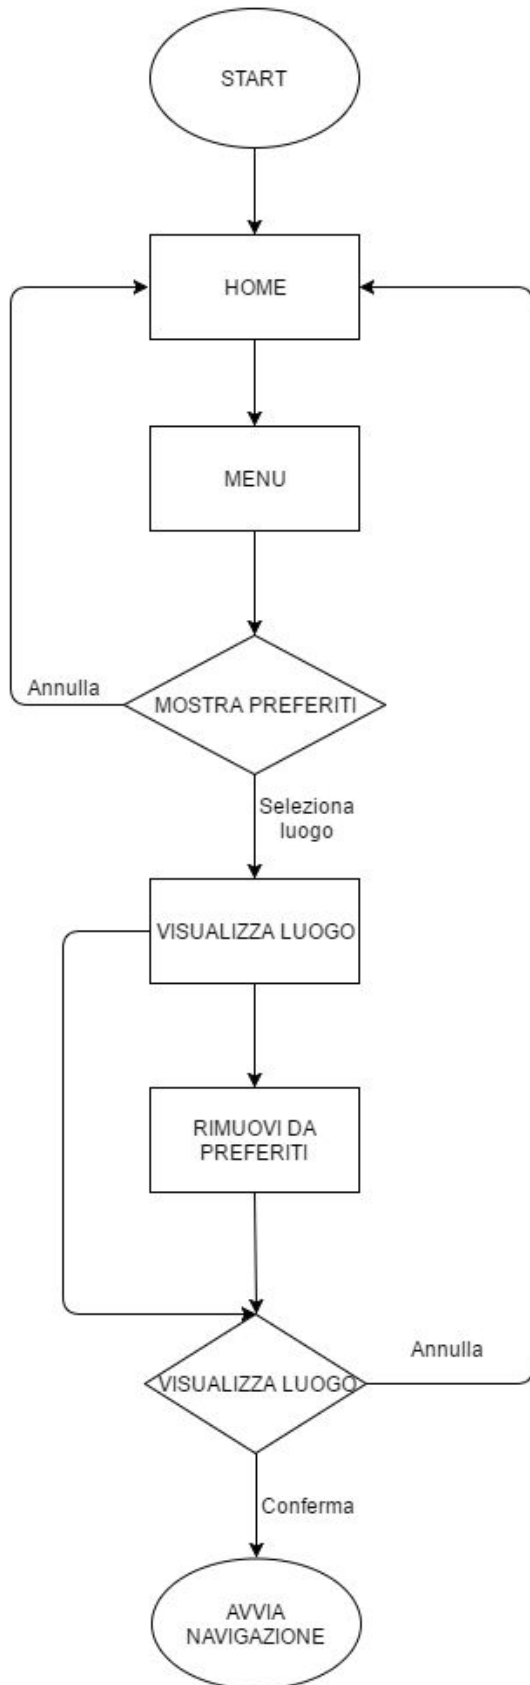 START
HOME
MENU
Annulla
MOSTRA PREFERITI
Seleziona
luogo
VISUALIZZA LUOGO
RIMUOVI DA
PREFERITI
Annulla
VISUALIZZA LUOGO
Conferma
AVVIA
NAVIGAZIONE